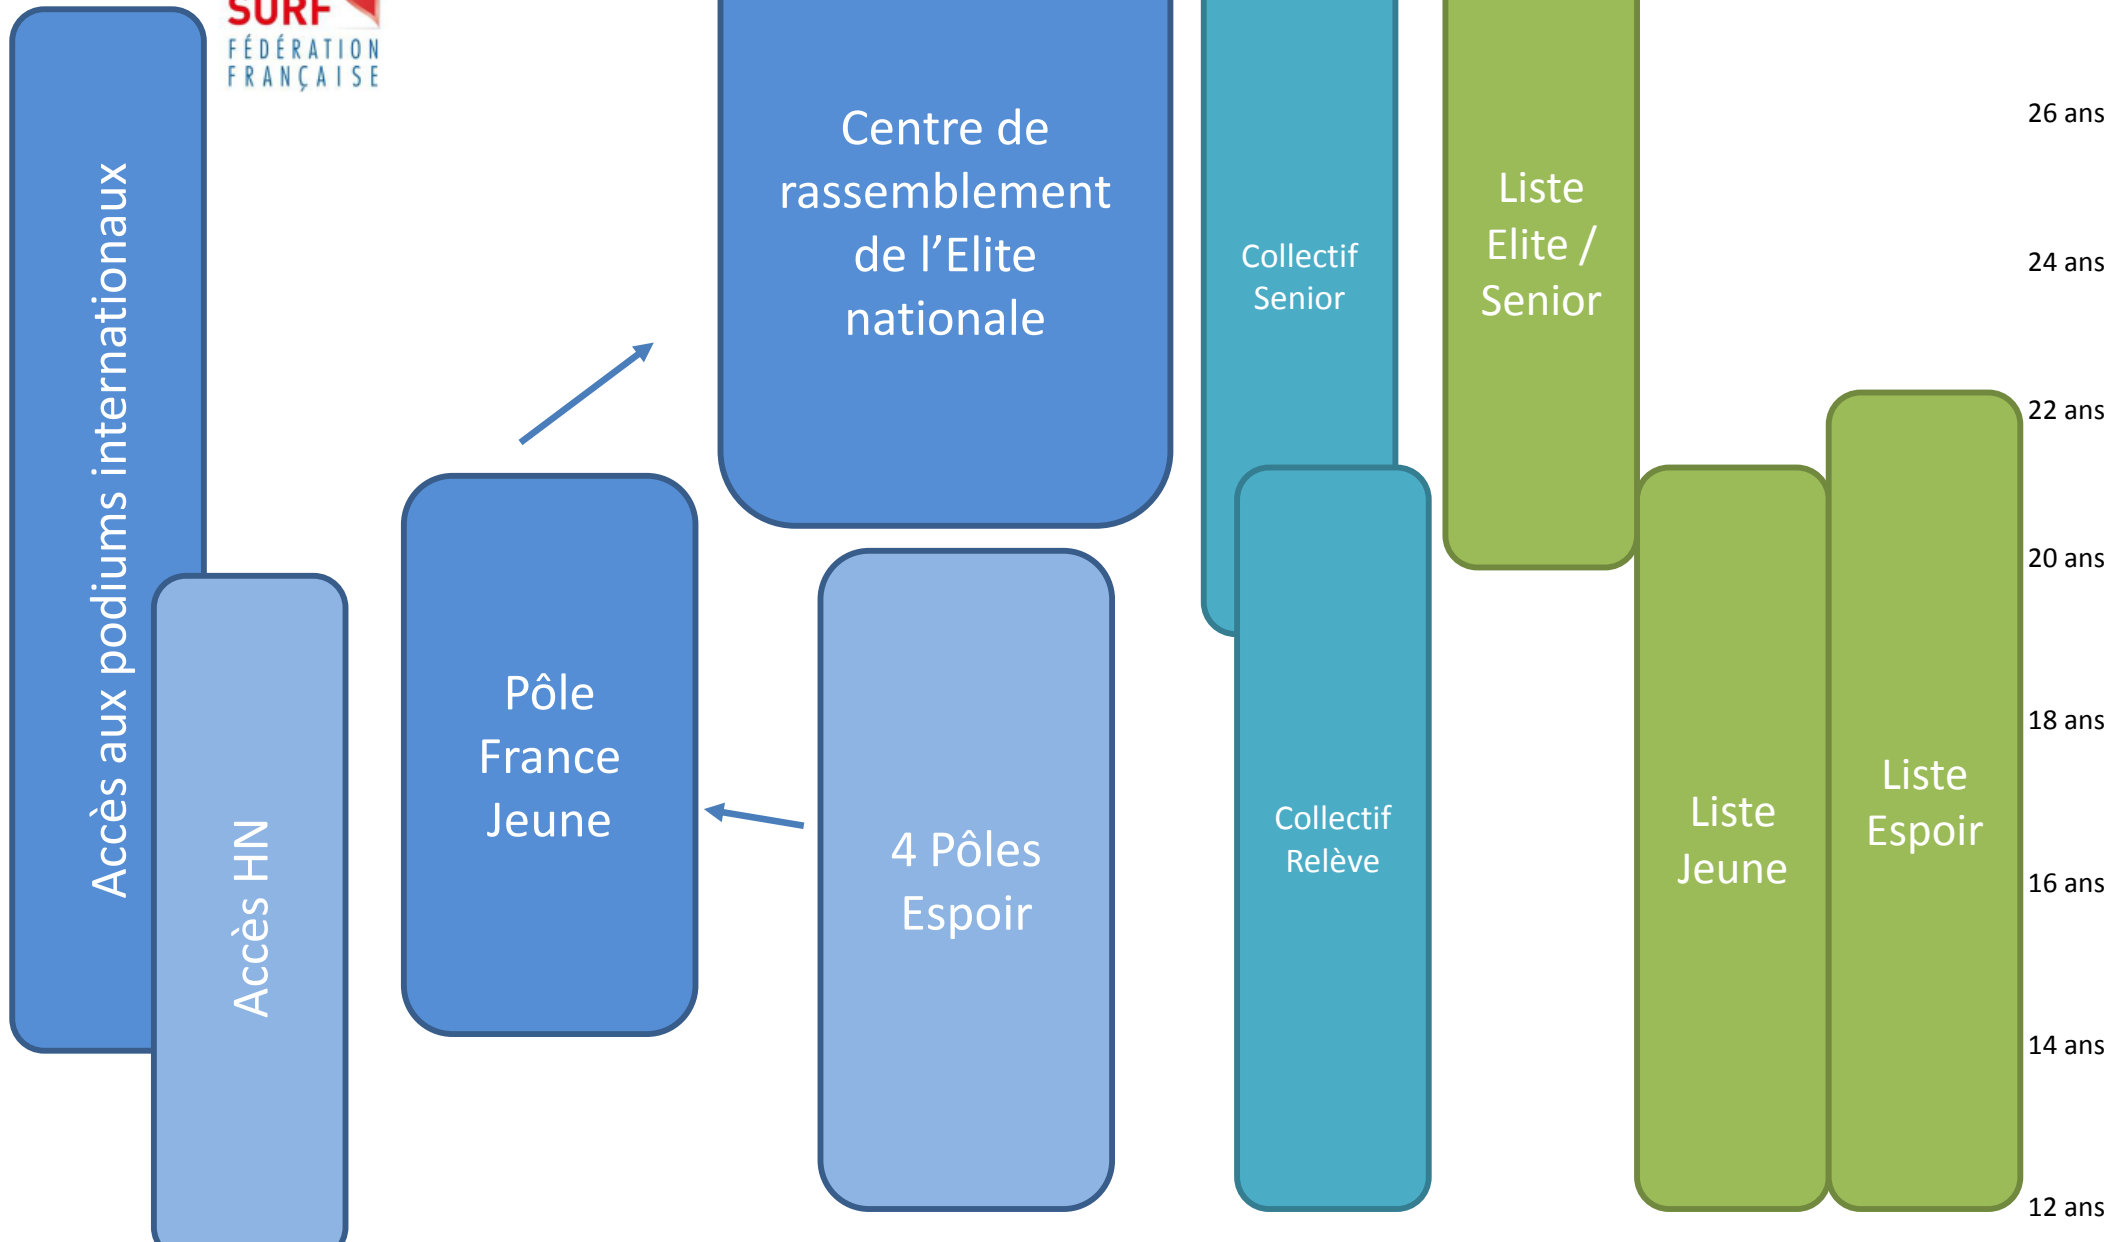 SURF
FÉDÉRATION
FRANÇAISE
Accès aux podiums internationaux
Accès HN
Pôle
France
Jeune
Centre de
rassemblement
de l’Elite
nationale
4 Pôles
Espoir
Collectif
Senior
Collectif
Relève
Liste
Elite /
Senior
Liste
Jeune
Liste
Espoir
26 ans
24 ans
22 ans
20 ans
18 ans
16 ans
14 ans
12 ans